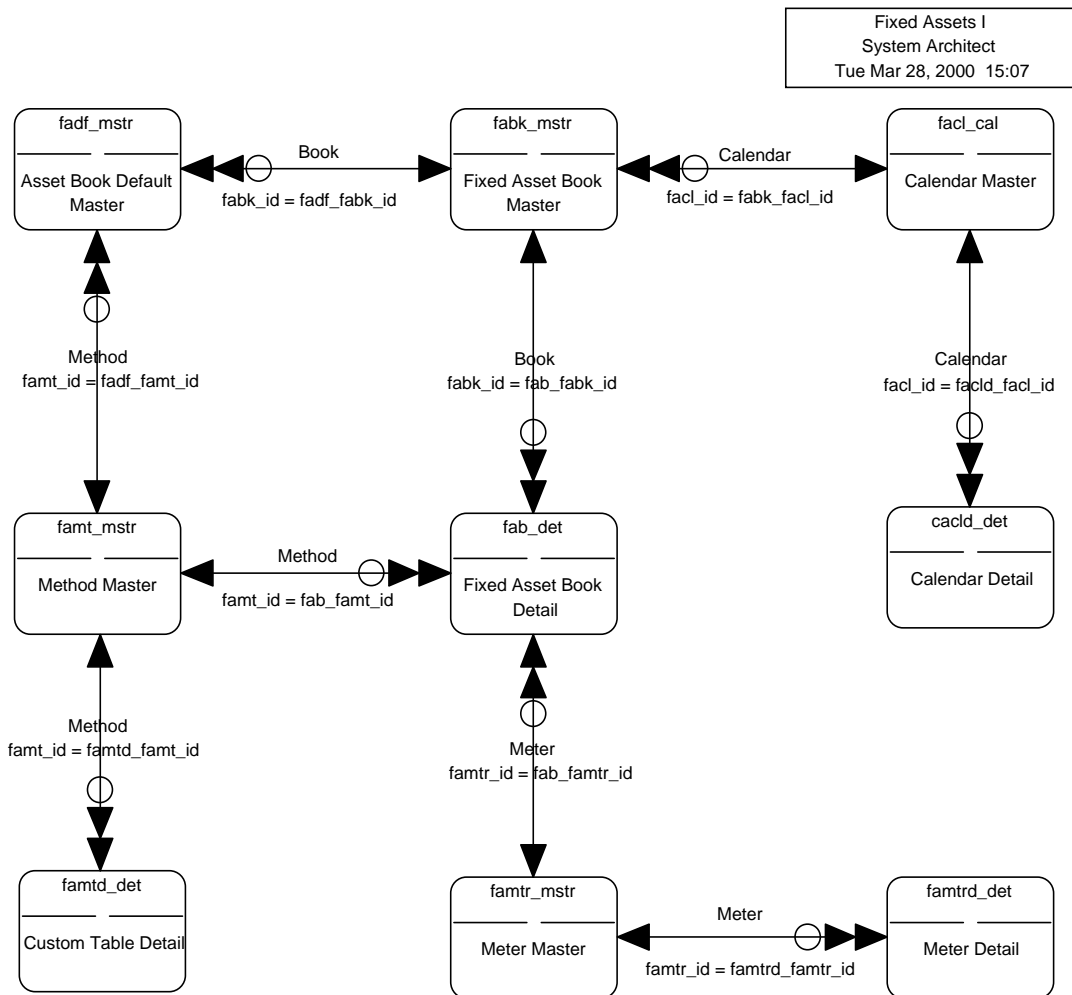 Fixed Assets I
System Architect
Tue Mar 28, 2000  15:07
fadf_mstr
Asset Book Default
Master
Book
fabk_id = fadf_fabk_id
fabk_mstr
Fixed Asset Book
Master
Calendar
facl_id = fabk_facl_id
facl_cal
Calendar Master
Method
famt_id = fadf_famt_id
Book
fabk_id = fab_fabk_id
Calendar
facl_id = facld_facl_id
famt_mstr
Method Master
Method
famt_id = fab_famt_id
fab_det
Fixed Asset Book
Detail
cacld_det
Calendar Detail
Method
famt_id = famtd_famt_id
Meter
famtr_id = fab_famtr_id
famtd_det
Custom Table Detail
famtr_mstr
Meter Master
Meter
famtr_id = famtrd_famtr_id
famtrd_det
Meter Detail